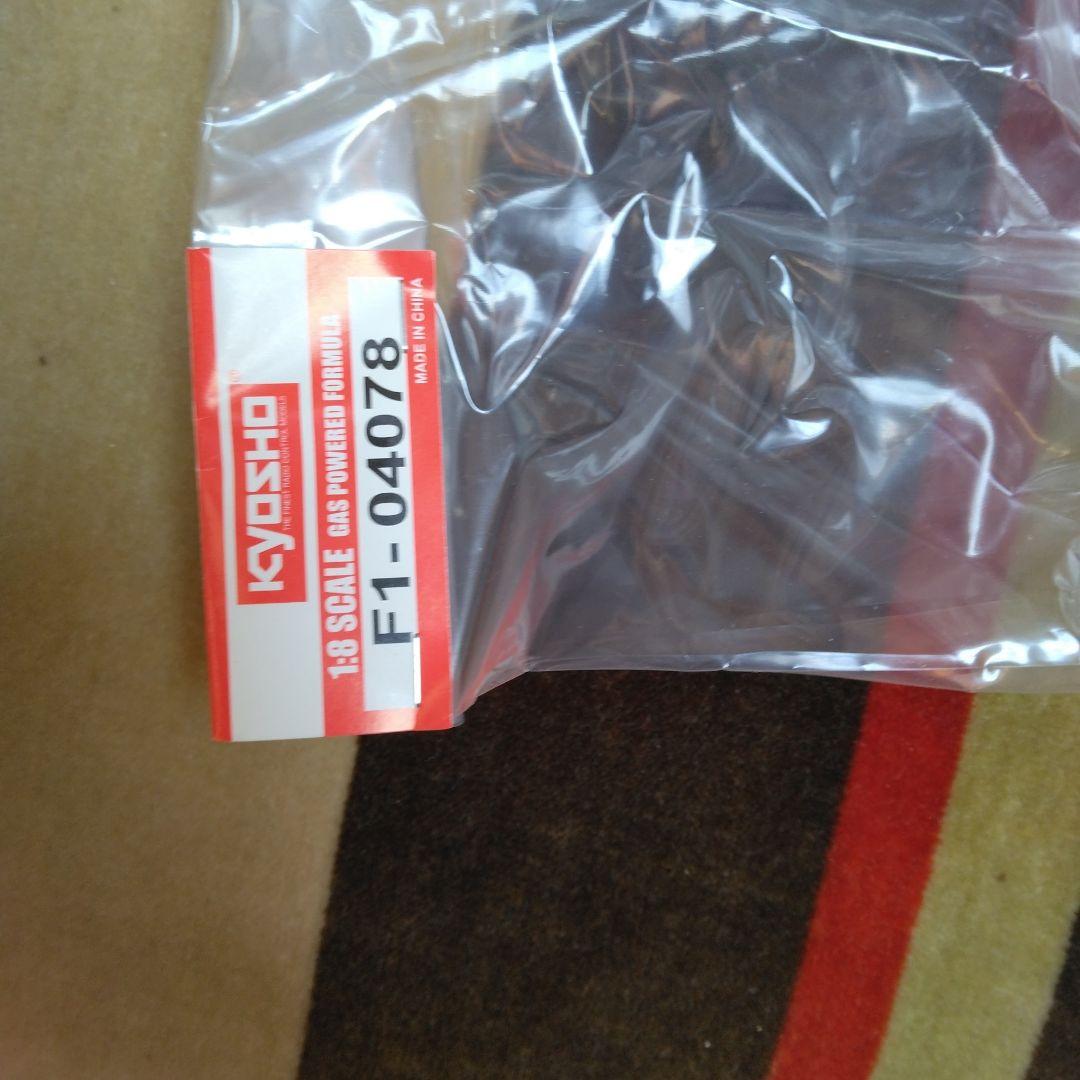 KYOSHO®
THE FINEST RADIO CONTROL MODELS
1:8 SCALE GAS POWERED FORMULA
F1-04078
MADE IN CHINA